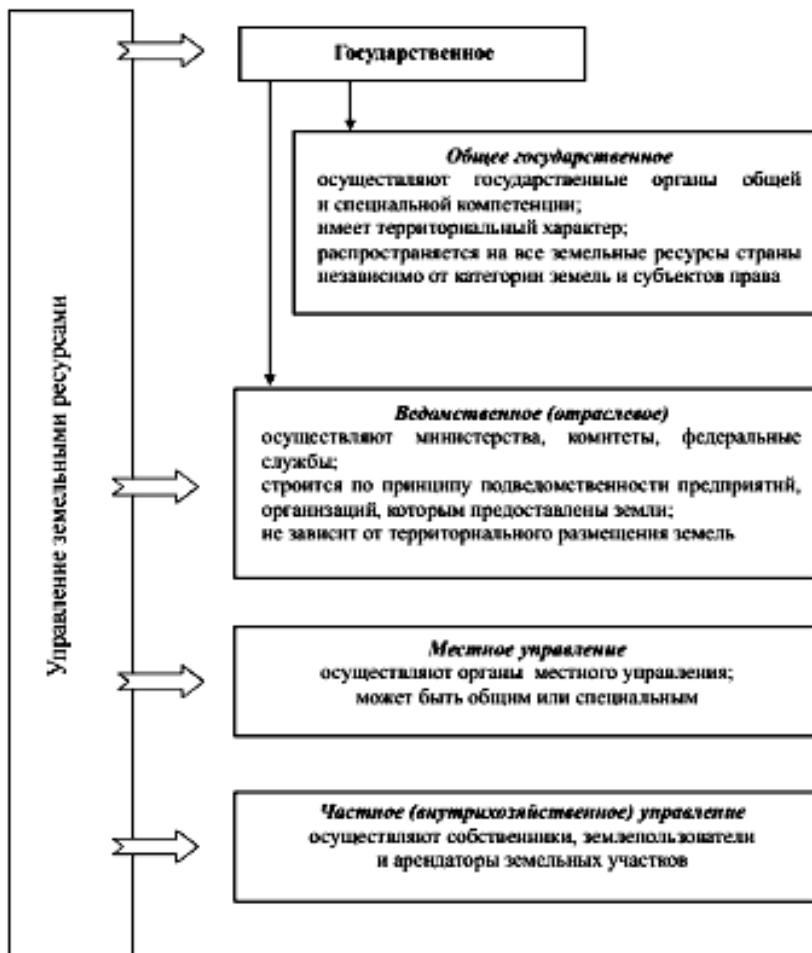 Управление земельными ресурсами
Государственное
Общее государственное
осуществляют государственные органы общей
и специальной компетенции;
имеет территориальный характер;
распространяется на все земельные ресурсы страны
независимо от категории земель и субъектов права
Ведомственное (отраслевое)
осуществляют министерства, комитеты, федеральные
службы;
строится по принципу подведомственности предприятий,
организаций, которым предоставлены земли;
не зависит от территориального размещения земель
Местное управление
осуществляют органы местного управления;
может быть общим или специальным
Частное (внутрихозяйственное) управление
осуществляют собственники, землепользователи
и арендаторы земельных участков